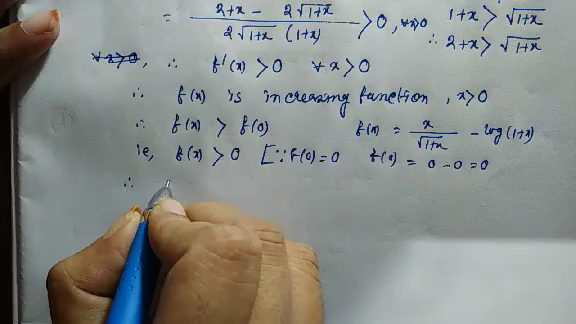 = 2+x - 2√1+x / 2√1+x (1+x) > 0, ∀x>0 1+x > √1+x
∴ 2+x > √1+x
, ∴ f'(x) > 0 ∀ x > 0
∴ f(x) is increasing function, x>0
∴ f(x) > f(0) f(x) = x/√1+x - log(1+x)
ie, f(x) > 0 [∵ f(0) = 0 f(0) = 0 - 0 = 0
∴